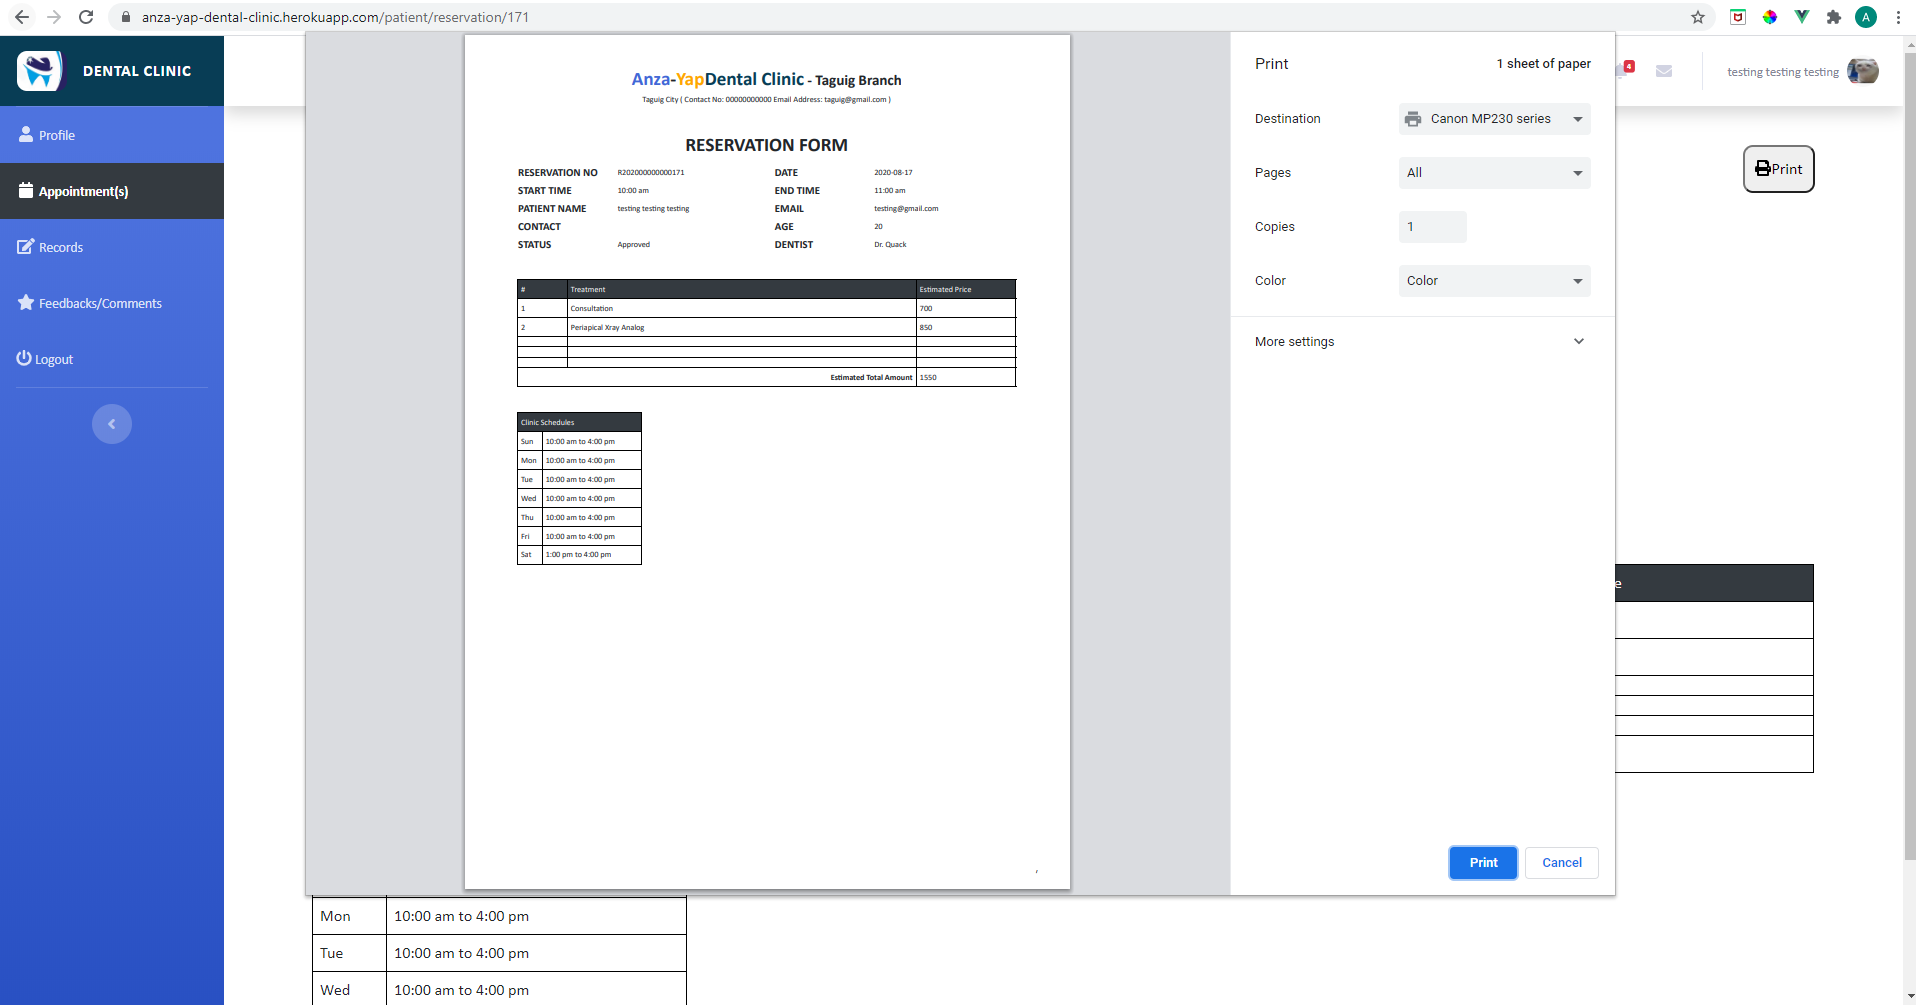 anza-yap-dental-clinic.herokuapp.com/patient/reservation/171
A
DENTAL CLINIC
Profile
Appointment(s)
Records
Feedbacks/Comments
Logout
4
testing testing testing
Print
Anza-YapDental Clinic - Taguig Branch
Taguig City ( Contact No: 00000000000 Email Address: taguig@gmail.com )
RESERVATION FORM
RESERVATION NO R202000000000171 DATE 2020-08-17
START TIME 10:00 am END TIME 11:00 am
PATIENT NAME testing testing testing EMAIL testing@gmail.com
CONTACT AGE 20
STATUS Approved DENTIST Dr. Quack
# Treatment Estimated Price
1 Consultation 700
2 Periapical Xray Analog 850
Estimated Total Amount 1550
Clinic Schedules
Sun 10:00 am to 4:00 pm
Mon 10:00 am to 4:00 pm
Tue 10:00 am to 4:00 pm
Wed 10:00 am to 4:00 pm
Thu 10:00 am to 4:00 pm
Fri 10:00 am to 4:00 pm
Sat 1:00 pm to 4:00 pm
Print 1 sheet of paper
Destination Canon MP230 series
Pages All
Copies 1
Color Color
More settings
Print Cancel
e
Mon 10:00 am to 4:00 pm
Tue 10:00 am to 4:00 pm
Wed 10:00 am to 4:00 pm